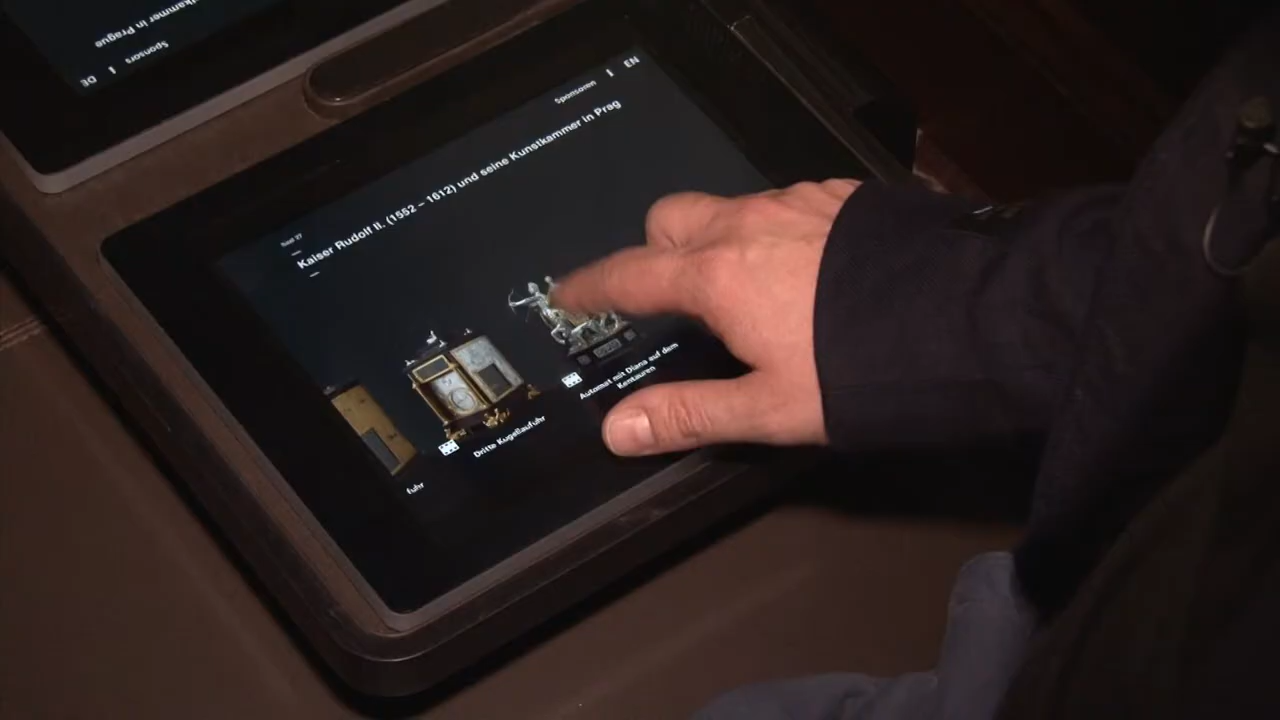 kammer in Prague
Sponsors
DE
EN
Sponsoren
Saal 27
Kaiser Rudolf II. (1552 – 1612) und seine Kunstkammer in Prag
Automat mit Diana auf dem
Kentauren
Dritte Kugellaufuhr
fuhr